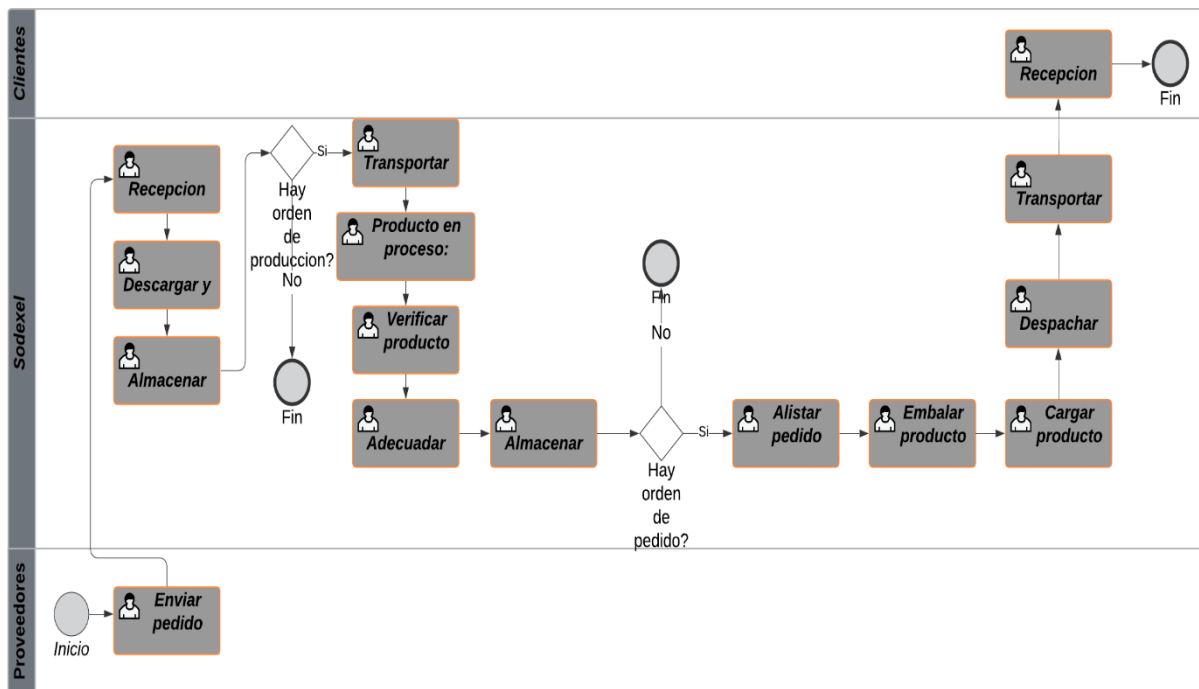 Clientes
Recepcion
Fin
Sodexel
Recepcion
Descargar y
Almacenar
Hay
orden
de
produccion?
Si
No
Fin
Transportar
Producto en
proceso:
Verificar
producto
Adecuadar
Almacenar
Hay
orden
de
pedido?
No
Fin
Si
Alistar
pedido
Embalar
producto
Cargar
producto
Despachar
Transportar
Proveedores
Inicio
Enviar
pedido